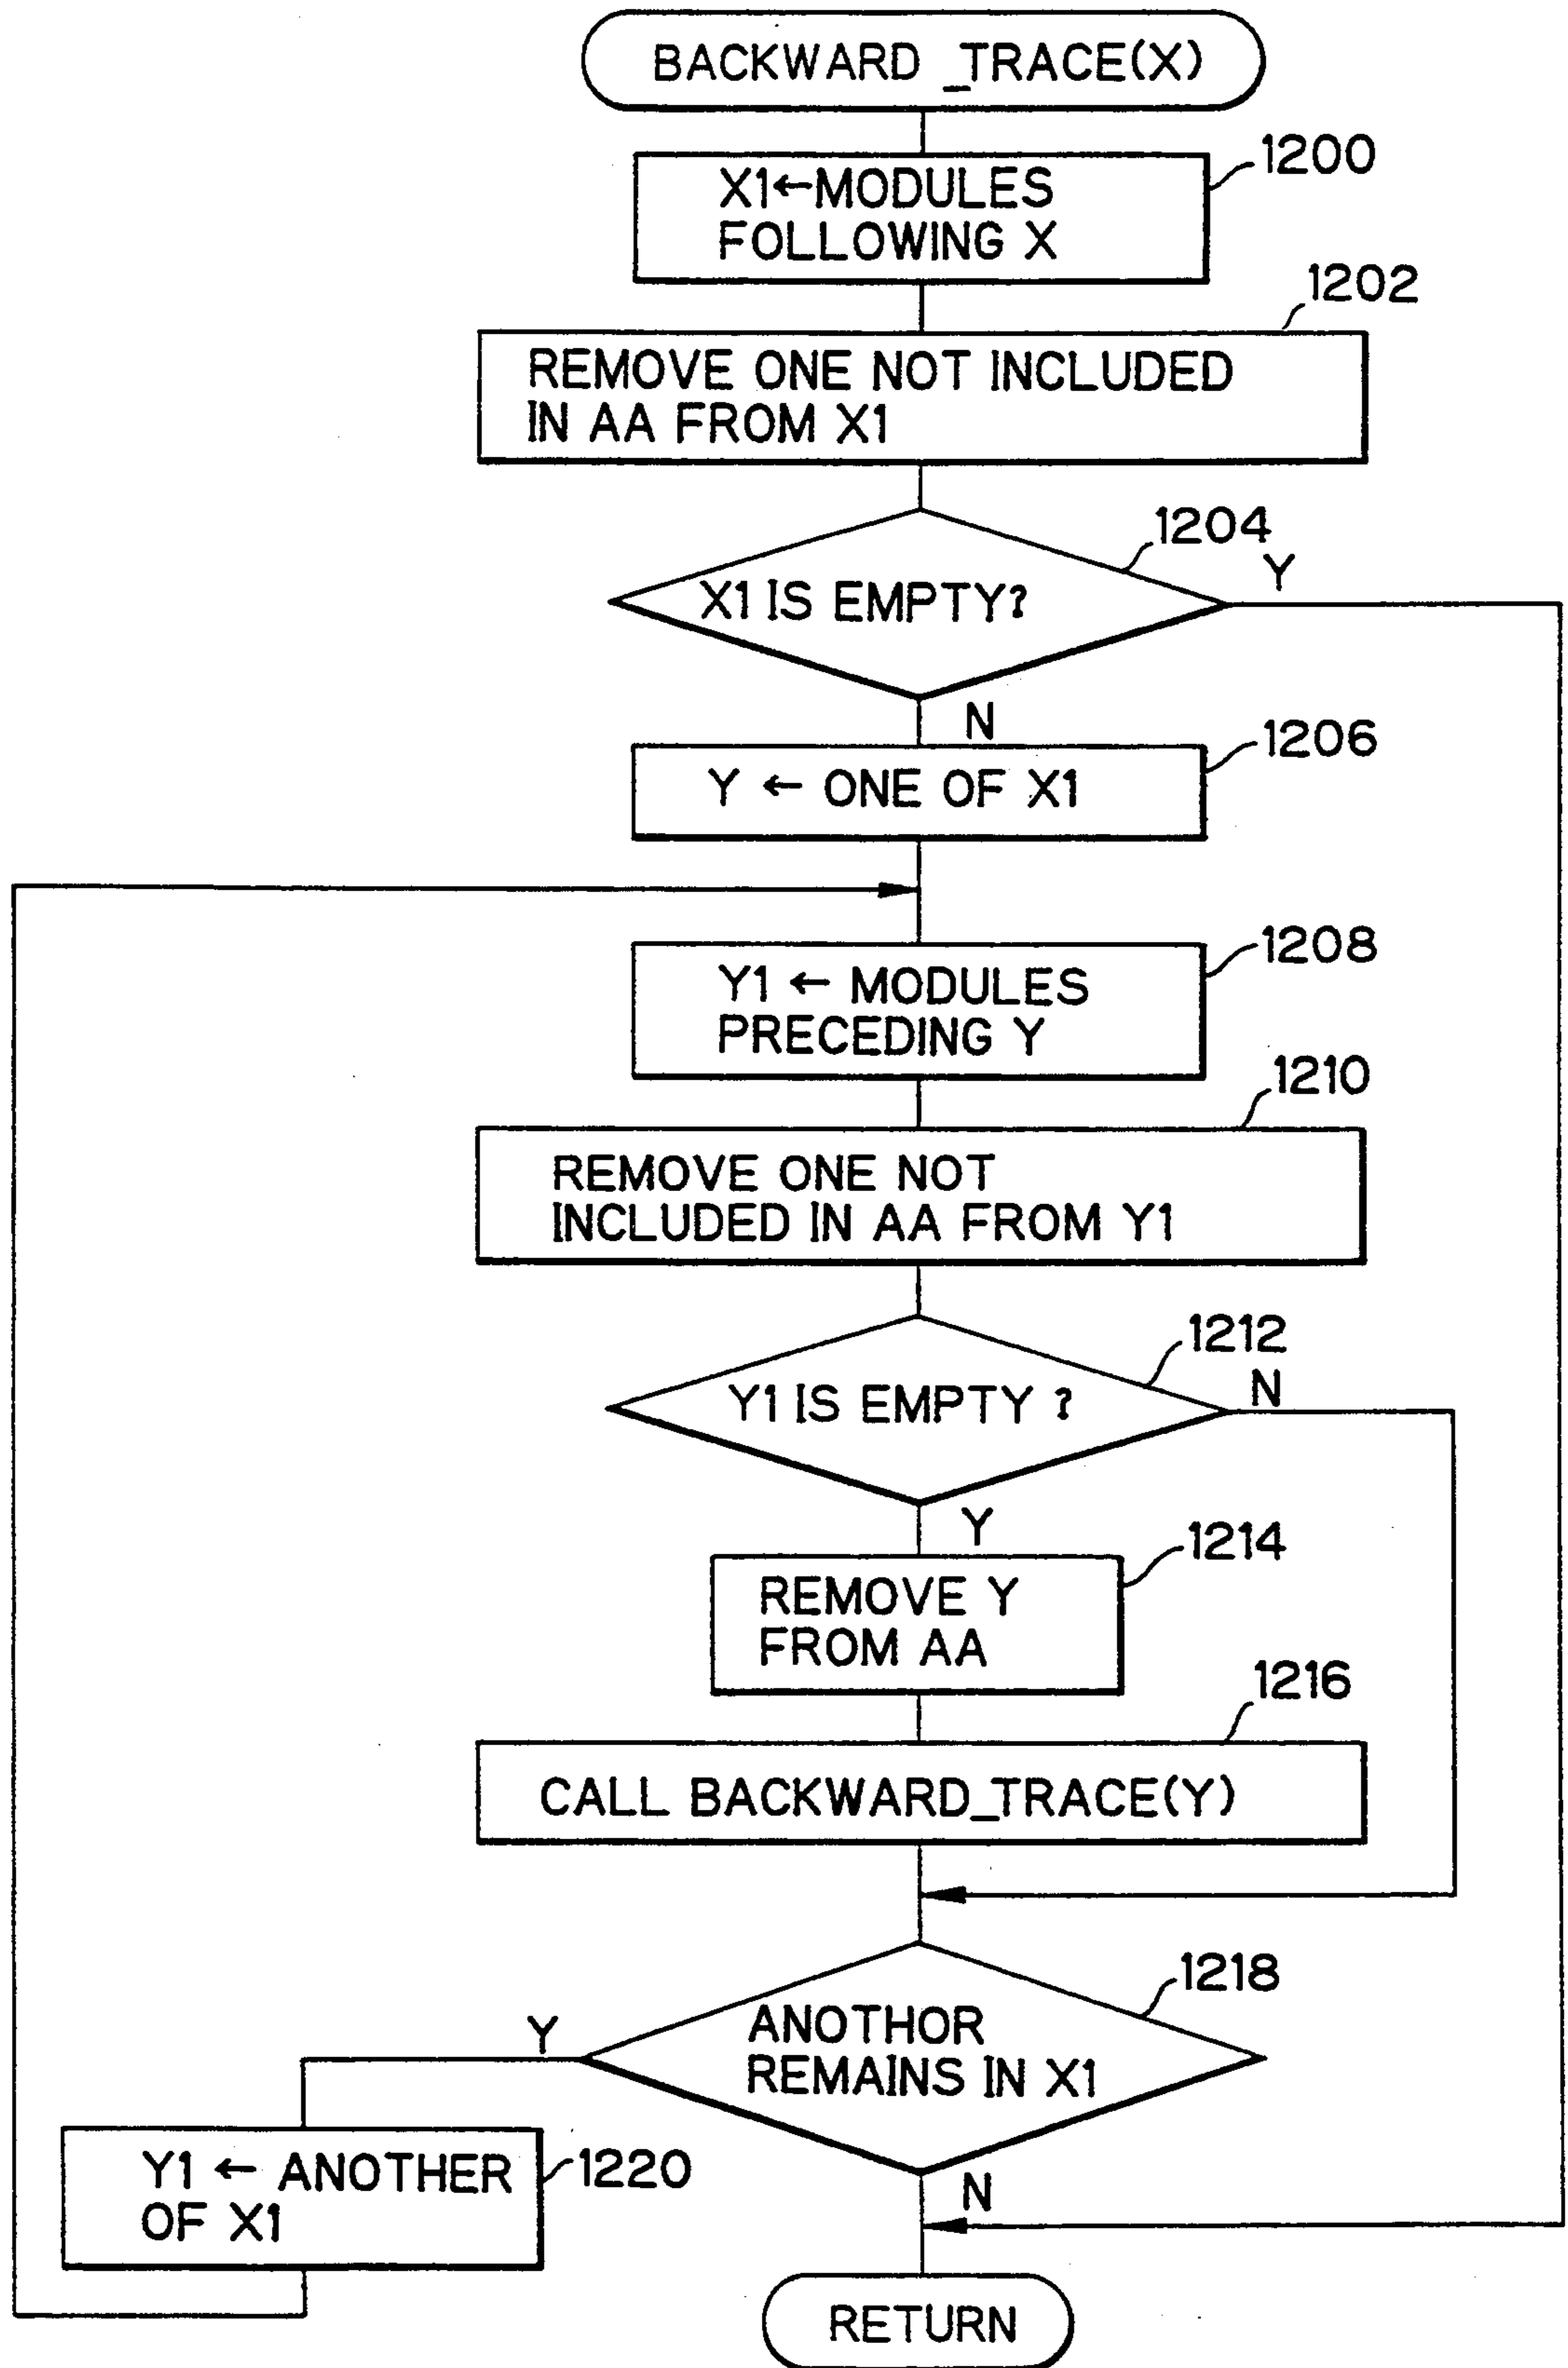 BACKWARD _TRACE(X)
1200
X1←MODULES
FOLLOWING X
1202
REMOVE ONE NOT INCLUDED
IN AA FROM X1
1204
Y
X1 IS EMPTY?
N
1206
Y ← ONE OF X1
1208
Y1 ← MODULES
PRECEDING Y
1210
REMOVE ONE NOT
INCLUDED IN AA FROM Y1
1212
N
Y1 IS EMPTY ?
Y
1214
REMOVE Y
FROM AA
1216
CALL BACKWARD_TRACE(Y)
1218
Y
ANOTHOR
REMAINS IN X1
1220
Y1 ← ANOTHER
OF X1
N
RETURN